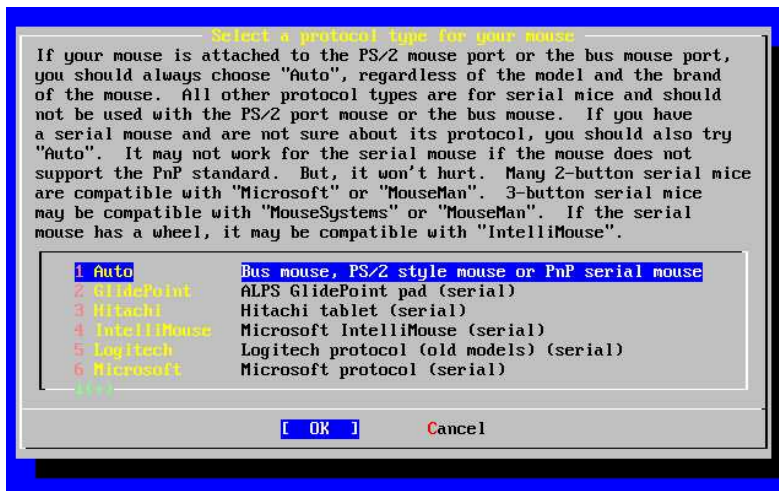 Select a protocol type for your mouse
If your mouse is attached to the PS/2 mouse port or the bus mouse port,
you should always choose "Auto", regardless of the model and the brand
of the mouse.  All other protocol types are for serial mice and should
not be used with the PS/2 port mouse or the bus mouse.  If you have
a serial mouse and are not sure about its protocol, you should also try
"Auto".  It may not work for the serial mouse if the mouse does not
support the PnP standard.  But, it won't hurt.  Many 2-button serial mice
are compatible with "Microsoft" or "MouseMan".  3-button serial mice
may be compatible with "MouseSystems" or "MouseMan".  If the serial
mouse has a wheel, it may be compatible with "IntelliMouse".
1 Auto Bus mouse, PS/2 style mouse or PnP serial mouse
2 GlidePoint ALPS GlidePoint pad (serial)
3 Hitachi Hitachi tablet (serial)
4 IntelliMouse Microsoft IntelliMouse (serial)
5 Logitech Logitech protocol (old models) (serial)
6 Microsoft Microsoft protocol (serial)
↓(+)
[ OK ] Cancel